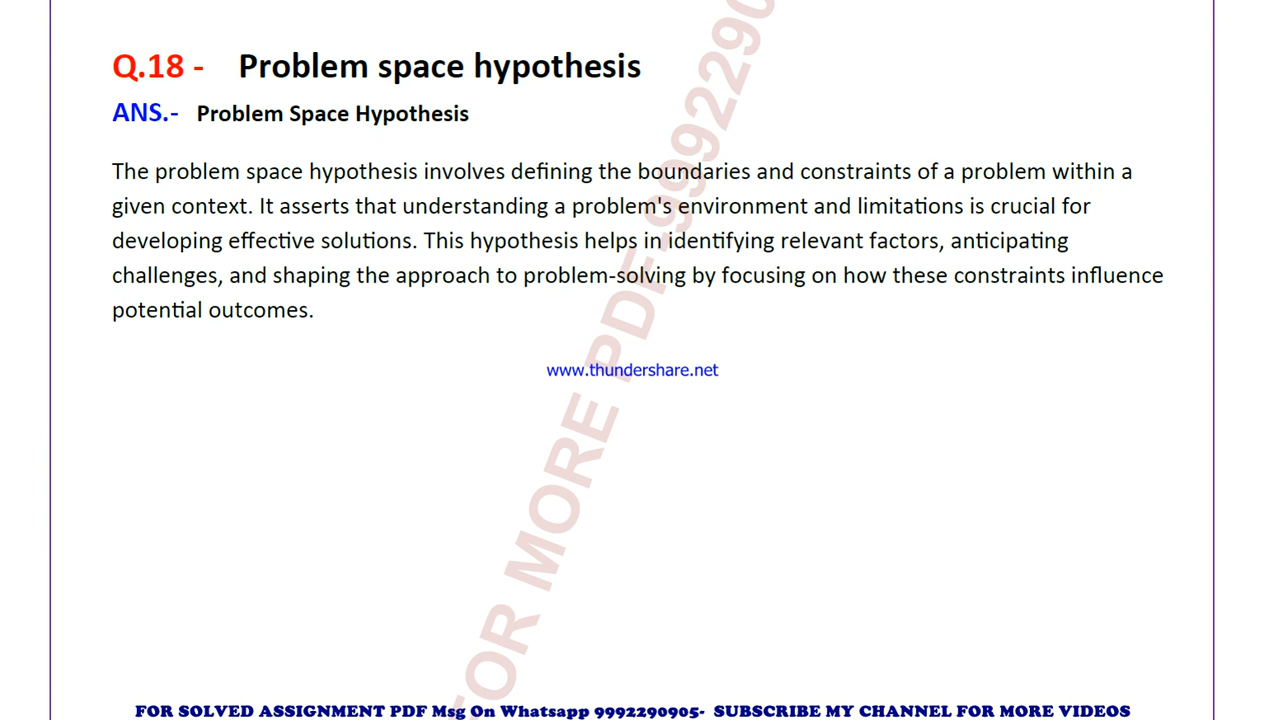 Q.18 - Problem space hypothesis
ANS.- Problem Space Hypothesis
The problem space hypothesis involves defining the boundaries and constraints of a problem within a
given context. It asserts that understanding a problem's environment and limitations is crucial for
developing effective solutions. This hypothesis helps in identifying relevant factors, anticipating
challenges, and shaping the approach to problem-solving by focusing on how these constraints influence
potential outcomes.
www.thundershare.net
FOR MORE PDF-9992290
FOR SOLVED ASSIGNMENT PDF Msg On Whatsapp 9992290905- SUBSCRIBE MY CHANNEL FOR MORE VIDEOS